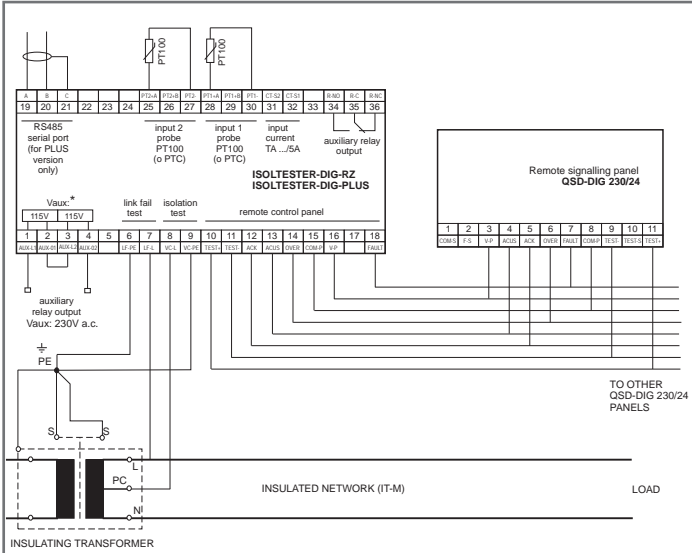 PT100
PT100
A B C PT2+A PT2+B PT2- PT1+A PT1+B PT1- CT-S2 CT-S1 R-NO R-C R-NC
19 20 21 22 23 24 25 26 27 28 29 30 31 32 33 34 35 36
RS485
serial port
(for PLUS
version
only)
input 2
probe
PT100
(o PTC)
input 1
probe
PT100
(o PTC)
input
current
TA .../5A
auxiliary relay
output
ISOLTESTER-DIG-RZ
ISOLTESTER-DIG-PLUS
Vaux:*
115V 115V
link fail
test
isolation
test
remote control panel
1 2 3 4 5 6 7 8 9 10 11 12 13 14 15 16 17 18
AUX-L1 AUX-01 AUX-L2 AUX-02 LF-PE LF-L VC-L VC-PE TEST+ TEST- ACK ACUS OVER COM-P V-P FAULT
Remote signalling panel
QSD-DIG 230/24
1 2 3 4 5 6 7 8 9 10 11
COM-S F-S V-P ACUS ACK OVER FAULT COM-P TEST- TEST-S TEST+
auxiliary
relay output
Vaux: 230V a.c.
PE
TO OTHER
QSD-DIG 230/24
PANELS
S S
L
PC
N
INSULATED NETWORK (IT-M)
LOAD
INSULATING TRANSFORMER